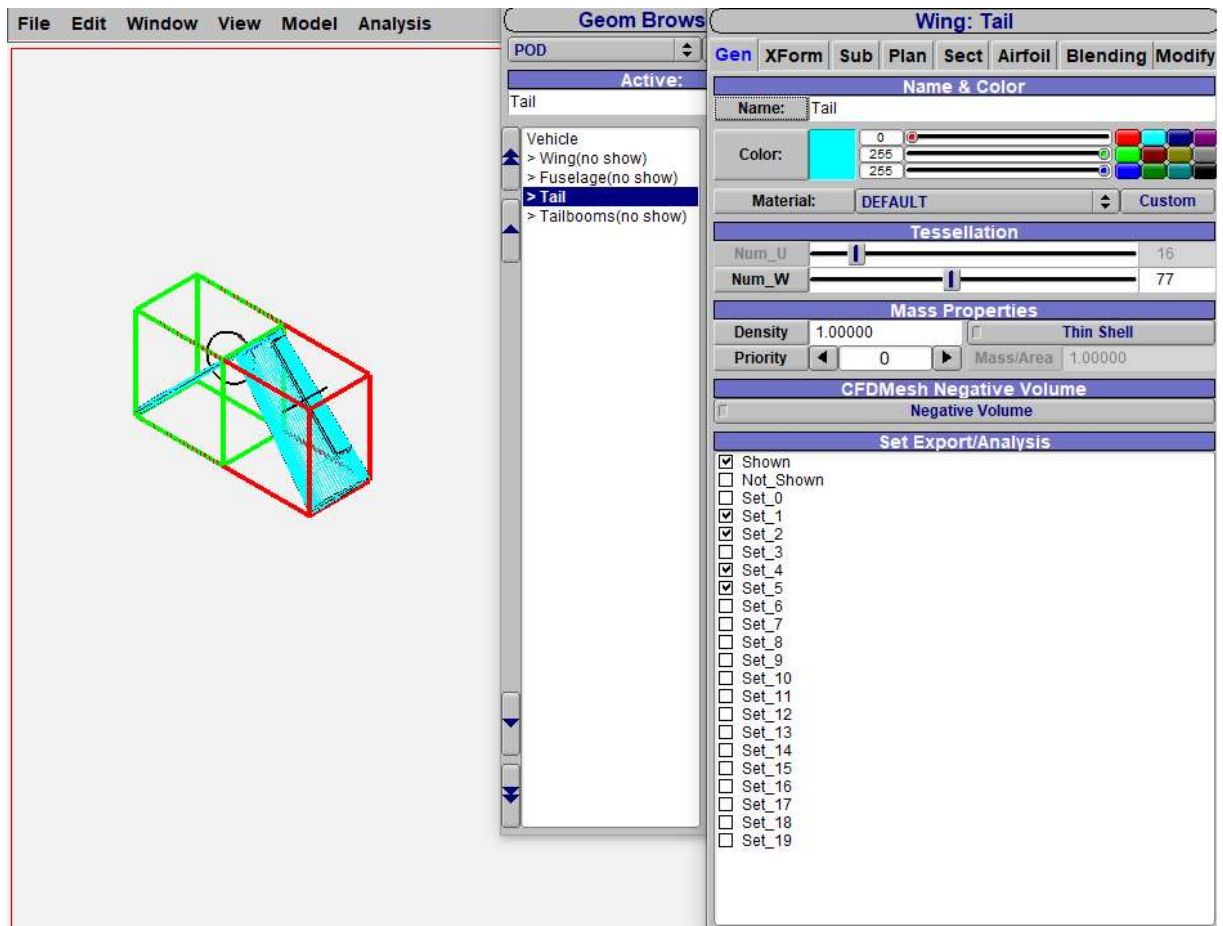 File Edit Window View Model Analysis
Geom Brows
POD
Active:
Tail
Vehicle
> Wing(no show)
> Fuselage(no show)
> Tail
> Tailbooms(no show)
Wing: Tail
Gen XForm Sub Plan Sect Airfoil Blending Modify
Name & Color
Name: Tail
Color: 0
255
255
Material: DEFAULT Custom
Tessellation
Num_U 16
Num_W 77
Mass Properties
Density 1.00000 Thin Shell
Priority 0 Mass/Area 1.00000
CFDMesh Negative Volume
Negative Volume
Set Export/Analysis
Shown
Not_Shown
Set_0
Set_1
Set_2
Set_3
Set_4
Set_5
Set_6
Set_7
Set_8
Set_9
Set_10
Set_11
Set_12
Set_13
Set_14
Set_15
Set_16
Set_17
Set_18
Set_19